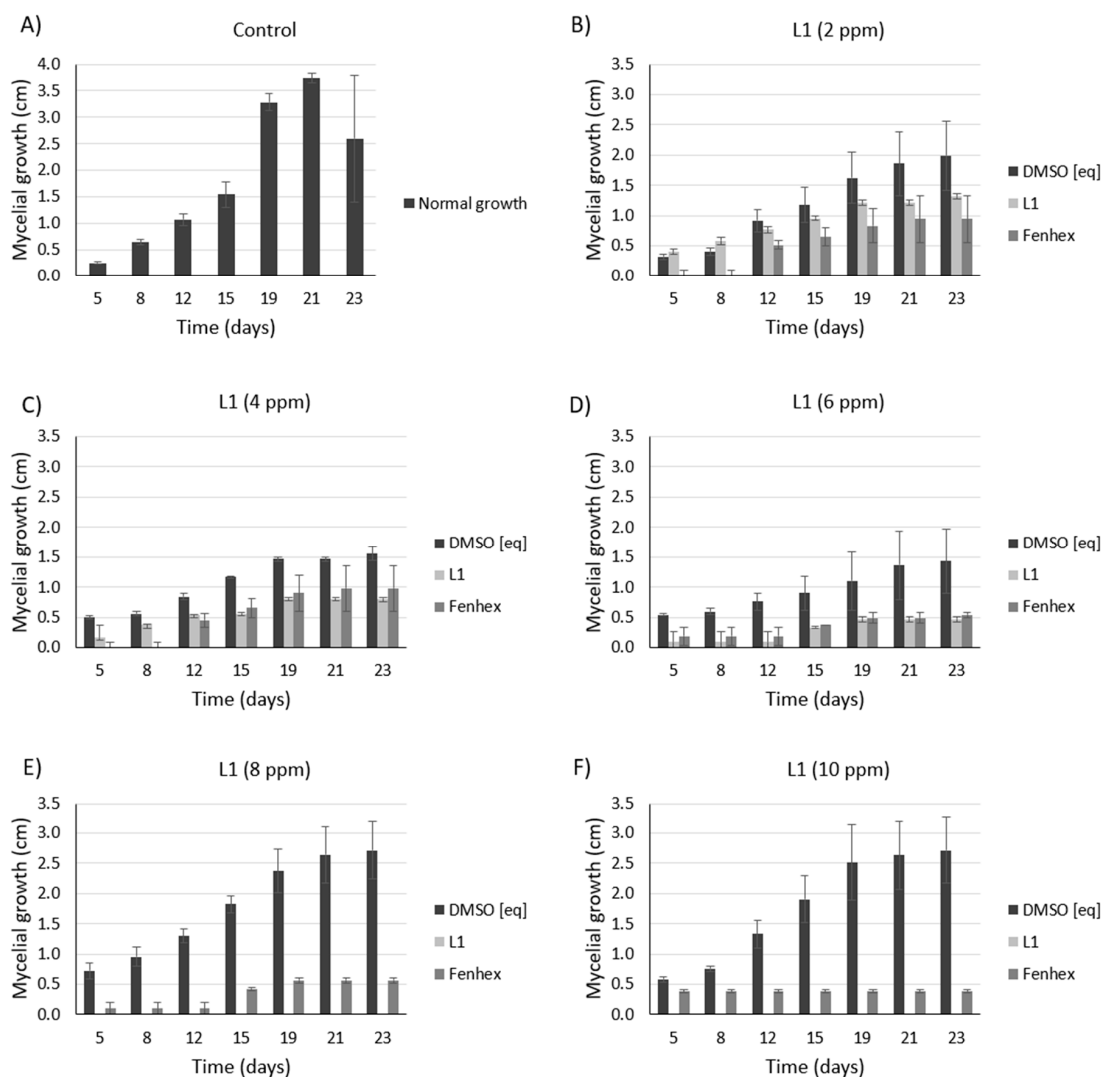 A)
Control
Mycelial growth (cm)
4.0
3.5
3.0
2.5
2.0
1.5
1.0
0.5
0.0
5 8 12 15 19 21 23
Time (days)
Normal growth
B)
L1 (2 ppm)
Mycelial growth (cm)
3.5
3.0
2.5
2.0
1.5
1.0
0.5
0.0
5 8 12 15 19 21 23
Time (days)
DMSO [eq]
L1
Fenhex
C)
L1 (4 ppm)
Mycelial growth (cm)
3.5
3.0
2.5
2.0
1.5
1.0
0.5
0.0
5 8 12 15 19 21 23
Time (days)
DMSO [eq]
L1
Fenhex
D)
L1 (6 ppm)
Mycelial growth (cm)
3.5
3.0
2.5
2.0
1.5
1.0
0.5
0.0
5 8 12 15 19 21 23
Time (days)
DMSO [eq]
L1
Fenhex
E)
L1 (8 ppm)
Mycelial growth (cm)
3.5
3.0
2.5
2.0
1.5
1.0
0.5
0.0
5 8 12 15 19 21 23
Time (days)
DMSO [eq]
L1
Fenhex
F)
L1 (10 ppm)
Mycelial growth (cm)
3.5
3.0
2.5
2.0
1.5
1.0
0.5
0.0
5 8 12 15 19 21 23
Time (days)
DMSO [eq]
L1
Fenhex